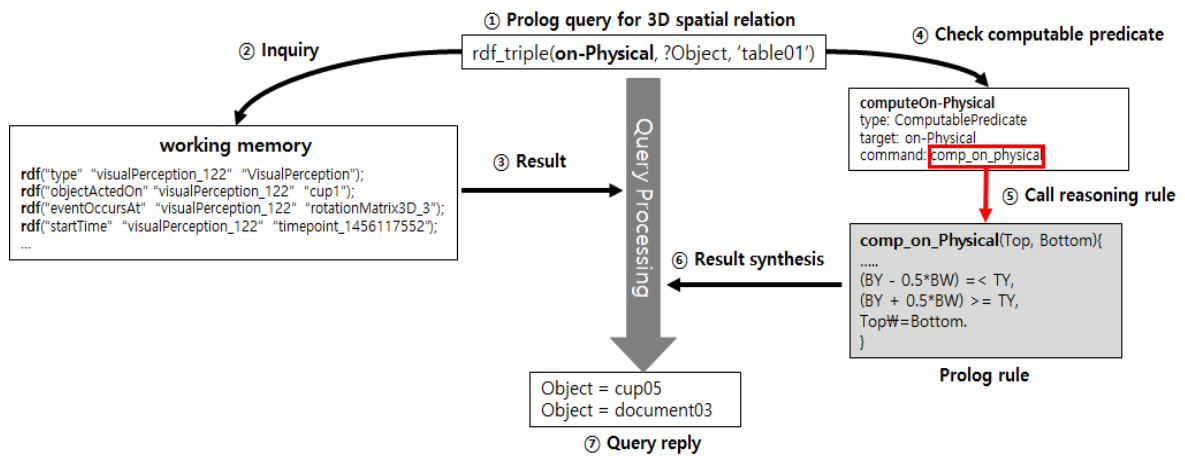 ① Prolog query for 3D spatial relation
rdf_triple(on-Physical, ?Object, ‘table01’)
② Inquiry
working memory
rdf("type" "visualPerception_122" "VisualPerception");
rdf("objectActedOn" "visualPerception_122" "cup1");
rdf("eventOccursAt" "visualPerception_122" "rotationMatrix3D_3");
rdf("startTime" "visualPerception_122" "timepoint_1456117552");
...
③ Result
Query Processing
④ Check computable predicate
computeOn-Physical
type: ComputablePredicate
target: on-Physical
command: comp_on_physical
⑤ Call reasoning rule
comp_on_Physical(Top, Bottom){
.....
(BY - 0.5*BW) =< TY,
(BY + 0.5*BW) >= TY,
Top₩=Bottom.
}
Prolog rule
⑥ Result synthesis
Object = cup05
Object = document03
⑦ Query reply